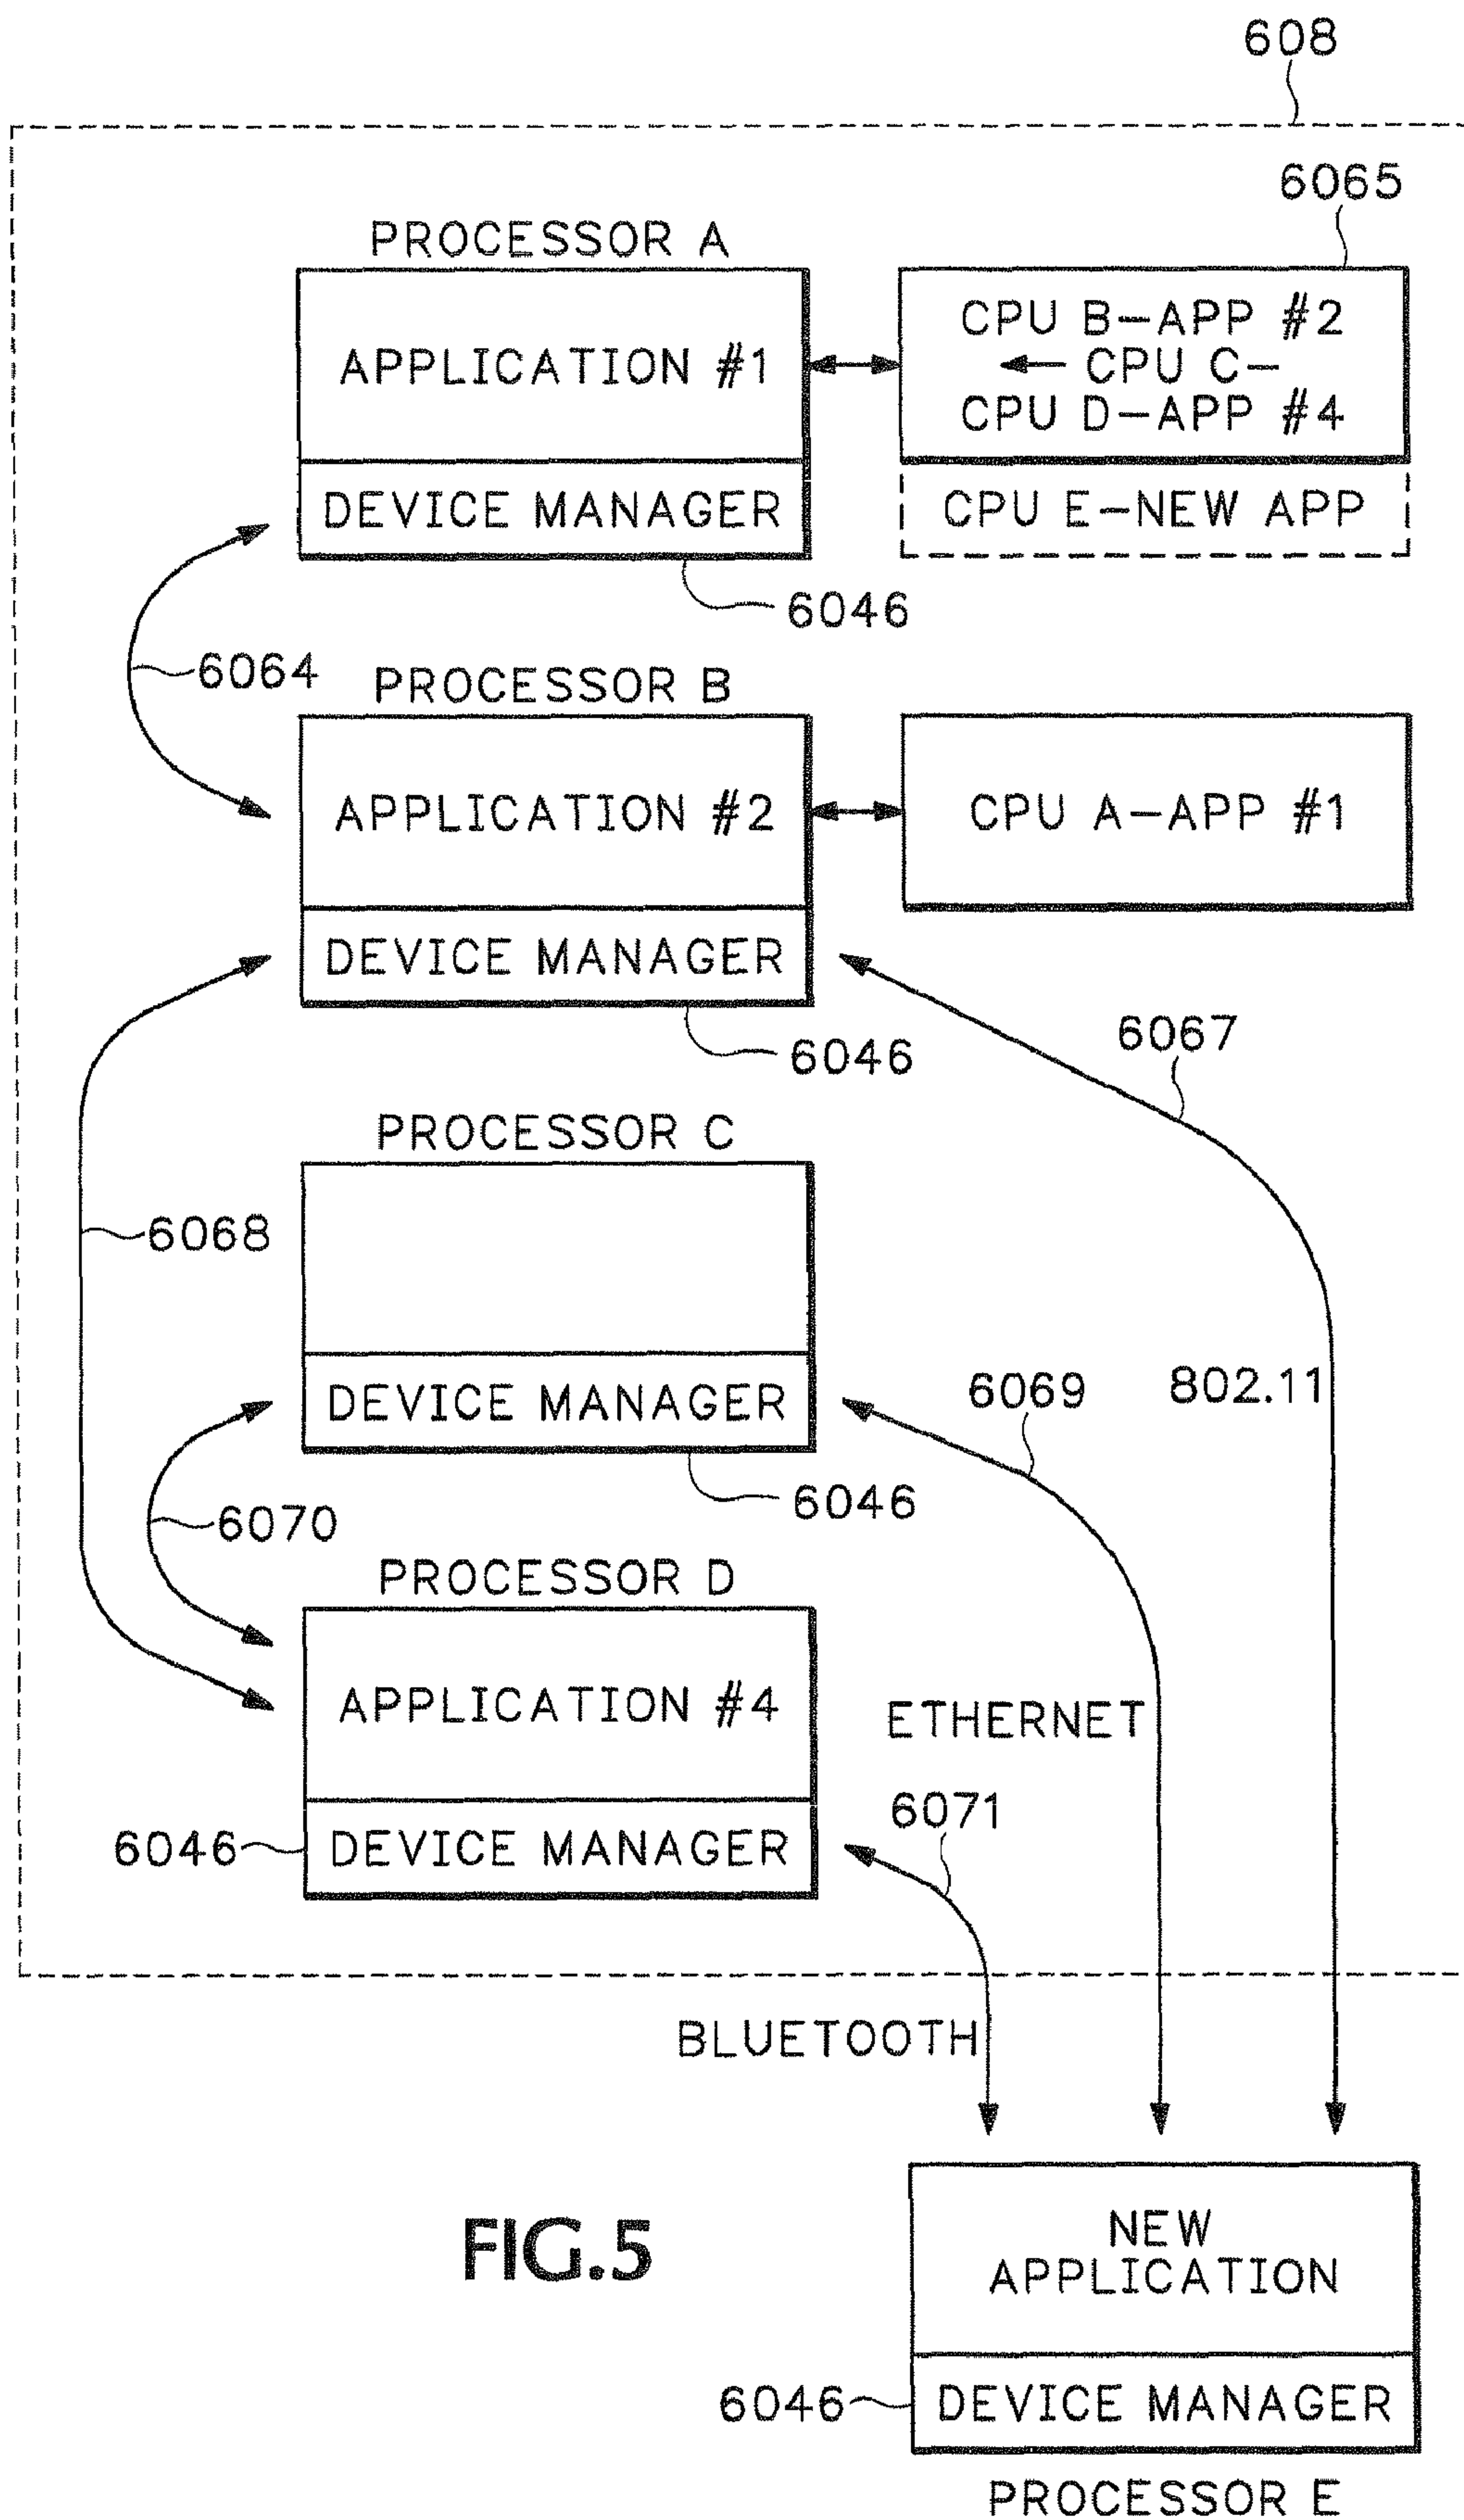 608
6065
PROCESSOR A
APPLICATION #1
CPU B-APP #2
← CPU C-
CPU D-APP #4
DEVICE MANAGER
CPU E-NEW APP
6046
6064
PROCESSOR B
APPLICATION #2
CPU A-APP #1
DEVICE MANAGER
6046
6067
PROCESSOR C
6068
DEVICE MANAGER
6069
802.11
6046
6070
PROCESSOR D
APPLICATION #4
ETHERNET
6071
6046
DEVICE MANAGER
BLUETOOTH
NEW
APPLICATION
FIG.5
6046
DEVICE MANAGER
PROCESSOR E